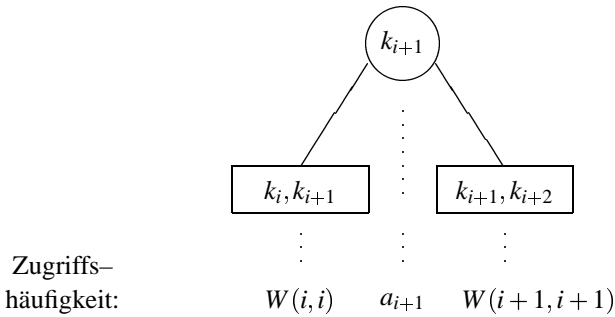 k_{i+1}
k_i, k_{i+1} k_{i+1}, k_{i+2}
Zugriffs–
häufigkeit: W(i, i) a_{i+1} W(i+1, i+1)